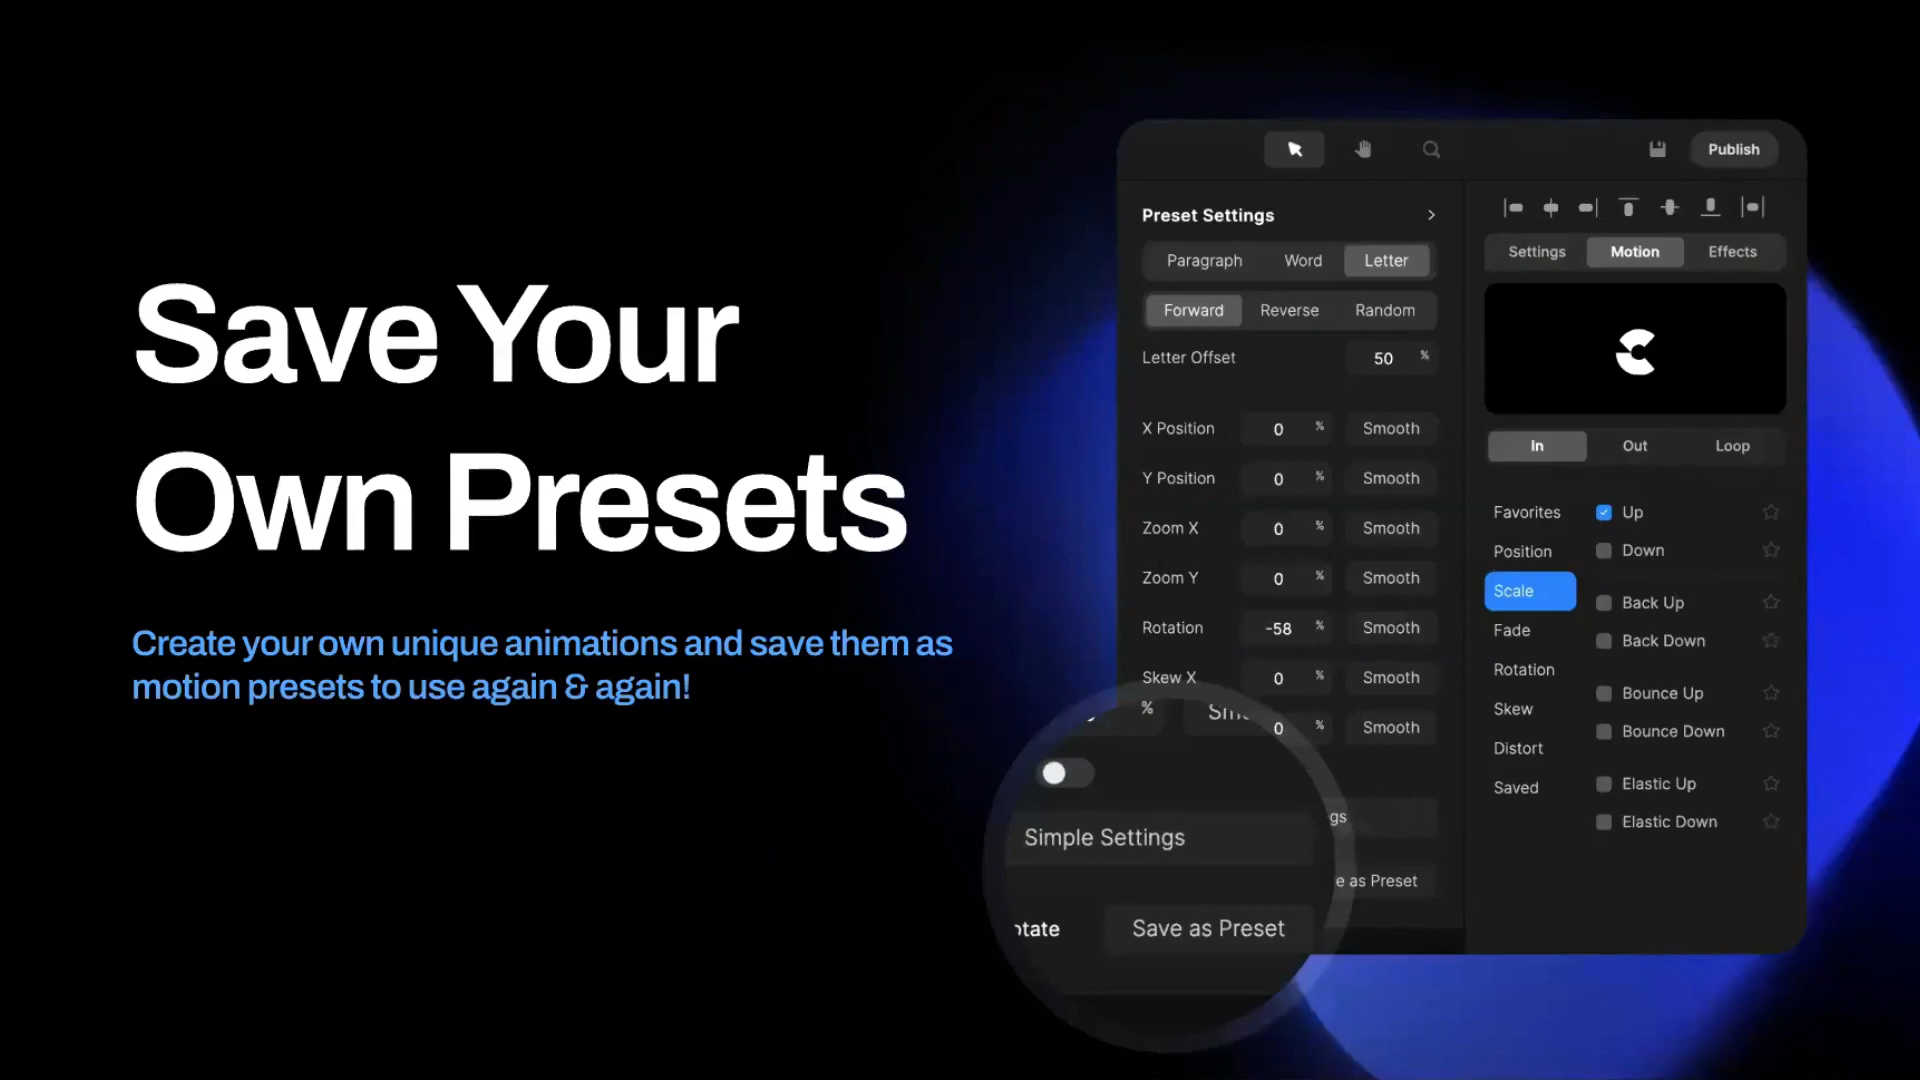 Save Your
Own Presets
Create your own unique animations and save them as
motion presets to use again & again!
Publish
Preset Settings
Paragraph Word Letter
Forward Reverse Random
Letter Offset 50 %
X Position 0 % Smooth
Y Position 0 % Smooth
Zoom X 0 % Smooth
Zoom Y 0 % Smooth
Rotation -58 % Smooth
Skew X 0 % Smooth
0 % Smooth
gs
e as Preset
%
Simple Settings
Save as Preset
Settings Motion Effects
In Out Loop
Favorites
Position
Scale
Fade
Rotation
Skew
Distort
Saved
Up
Down
Back Up
Back Down
Bounce Up
Bounce Down
Elastic Up
Elastic Down